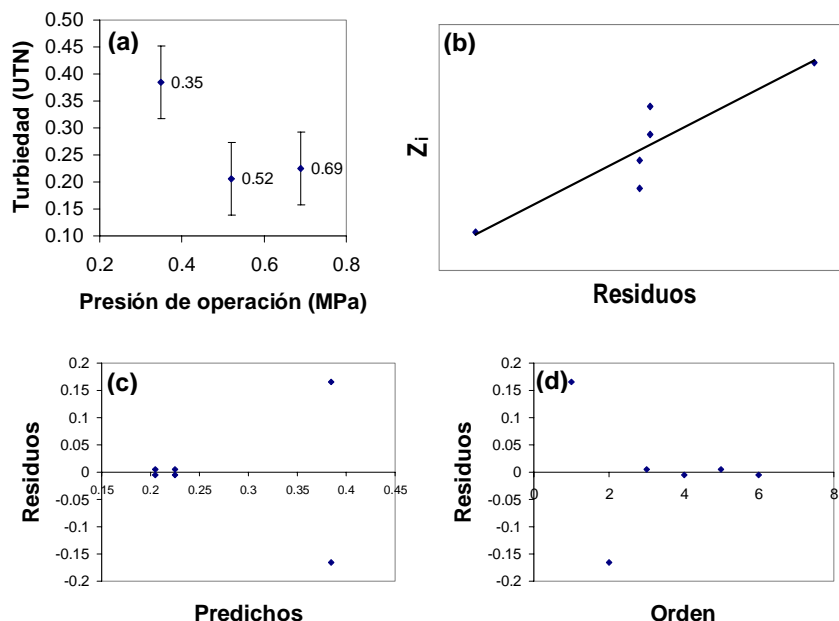 (a)
Turbiedad (UTN)
0.50
0.45
0.40
0.35
0.30
0.25
0.20
0.15
0.10
0.35
0.52
0.69
0.2 0.4 0.6 0.8
Presión de operación (MPa)
(b)
Zi
Residuos
(c)
Residuos
0.2
0.15
0.1
0.05
0
-0.05
-0.1
-0.15
-0.2
0.15 0.2 0.25 0.3 0.35 0.4 0.45
Predichos
(d)
Residuos
0.2
0.15
0.1
0.05
0
-0.05
-0.1
-0.15
-0.2
0 2 4 6 8
Orden